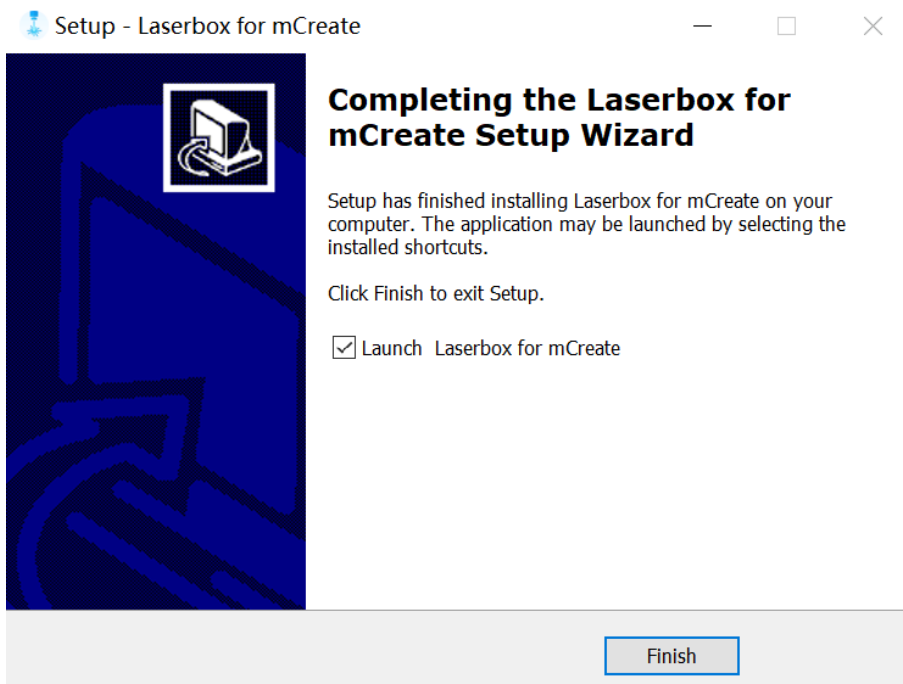 Setup - Laserbox for mCreate
Completing the Laserbox for
mCreate Setup Wizard
Setup has finished installing Laserbox for mCreate on your
computer. The application may be launched by selecting the
installed shortcuts.
Click Finish to exit Setup.
Launch  Laserbox for mCreate
Finish